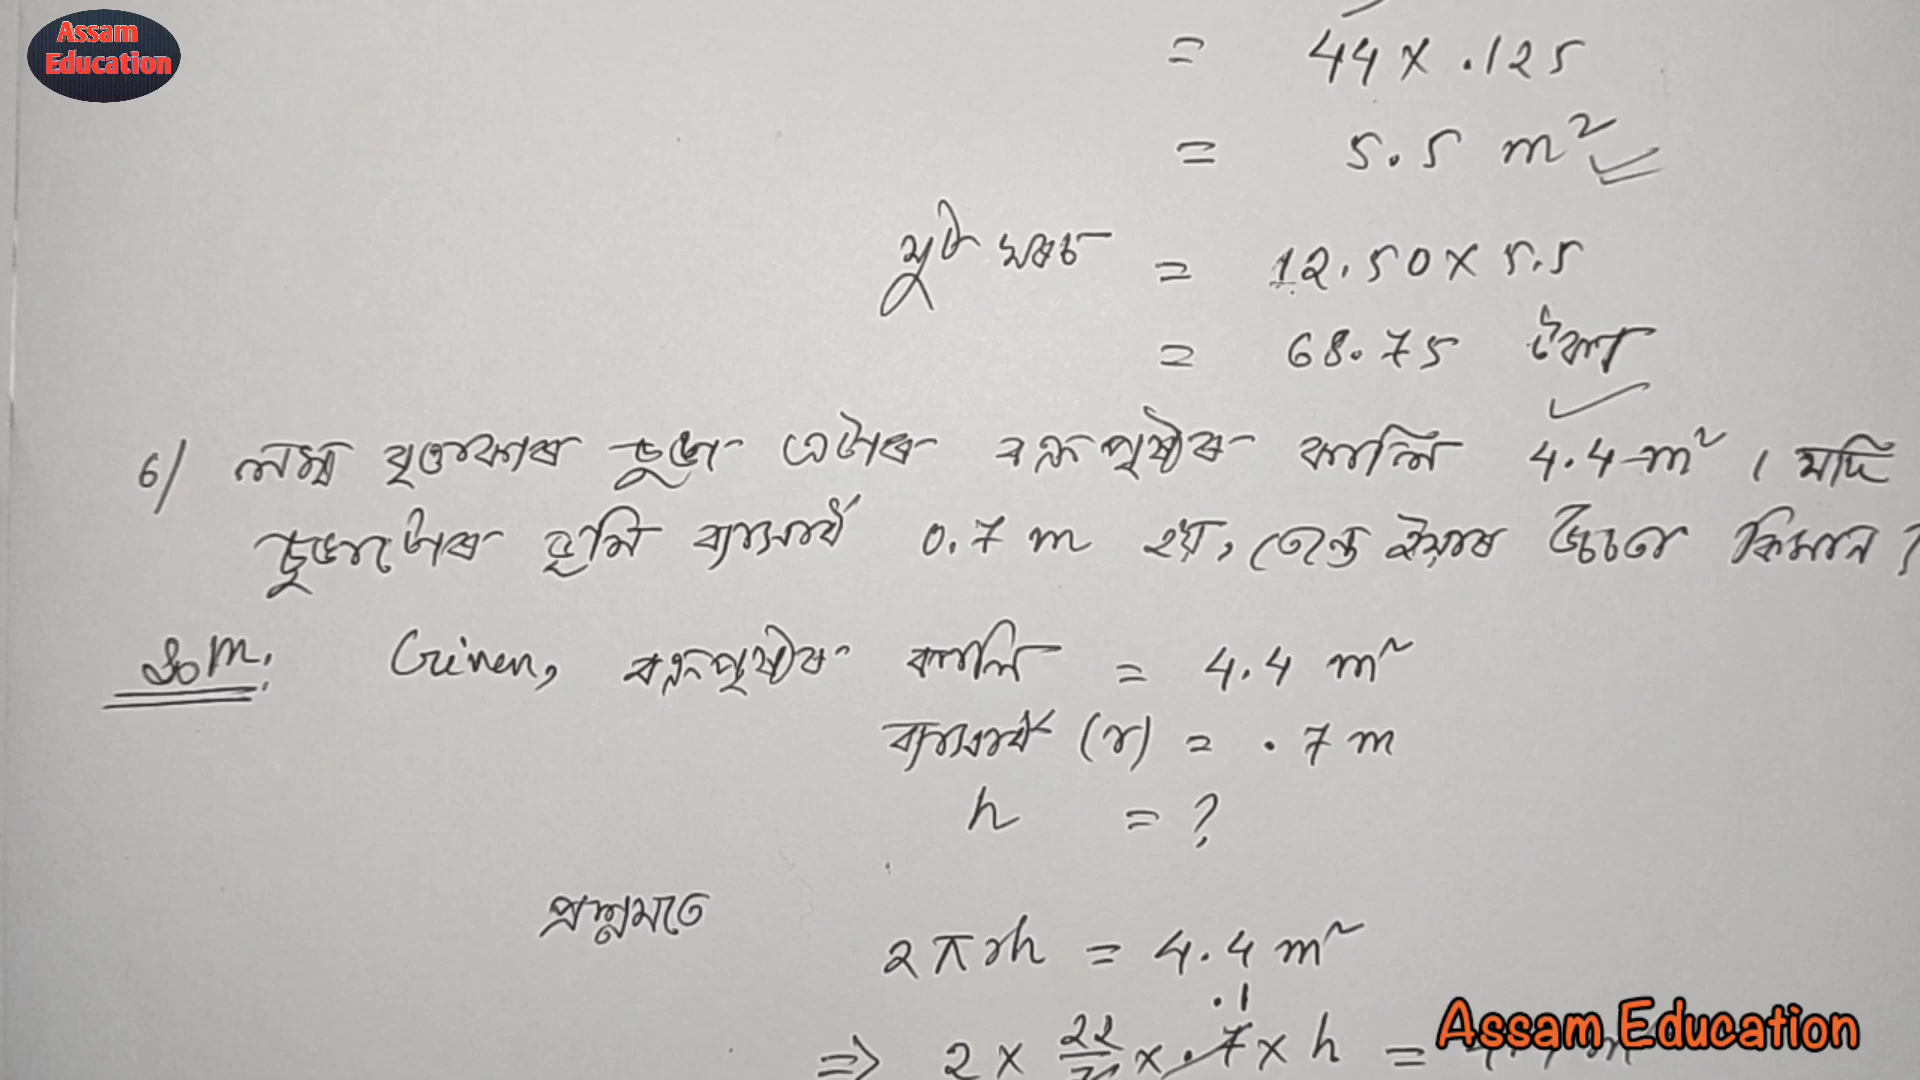 Assam
Education
= 44 × .125
= 5.5 m²
মুট খৰচ = 12.50 × 5.5
= 68.75 টকা
6/ লম্ব বৃত্তাকাৰ চুঙা এটাৰ বক্ৰপৃষ্ঠৰ কালি 4.4 m² । যদি
চুঙাটোৰ ভূমি ব্যাসাৰ্ধ 0.7 m হয়, তেন্তে ইয়াৰ উচ্চতা কিমান ?
Soln: Given, বক্ৰপৃষ্ঠৰ কালি = 4.4 m²
ব্যাসাৰ্ধ (r) = .7 m
h = ?
প্ৰশ্নমতে
2πrh = 4.4 m²
.1
⇒ 2 × 22/7 × .7 × h =
Assam Education